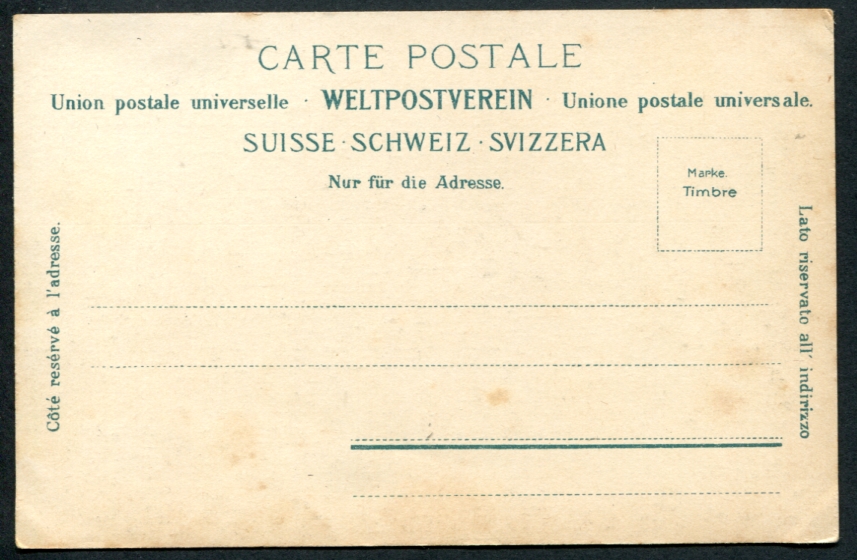 CARTE POSTALE
Union postale universelle · WELTPOSTVEREIN · Unione postale universale.
SUISSE · SCHWEIZ · SVIZZERA
Nur für die Adresse.
Marke.
Timbre
Côté resérvé à l'adresse.
Lato riservato all' indirizzo